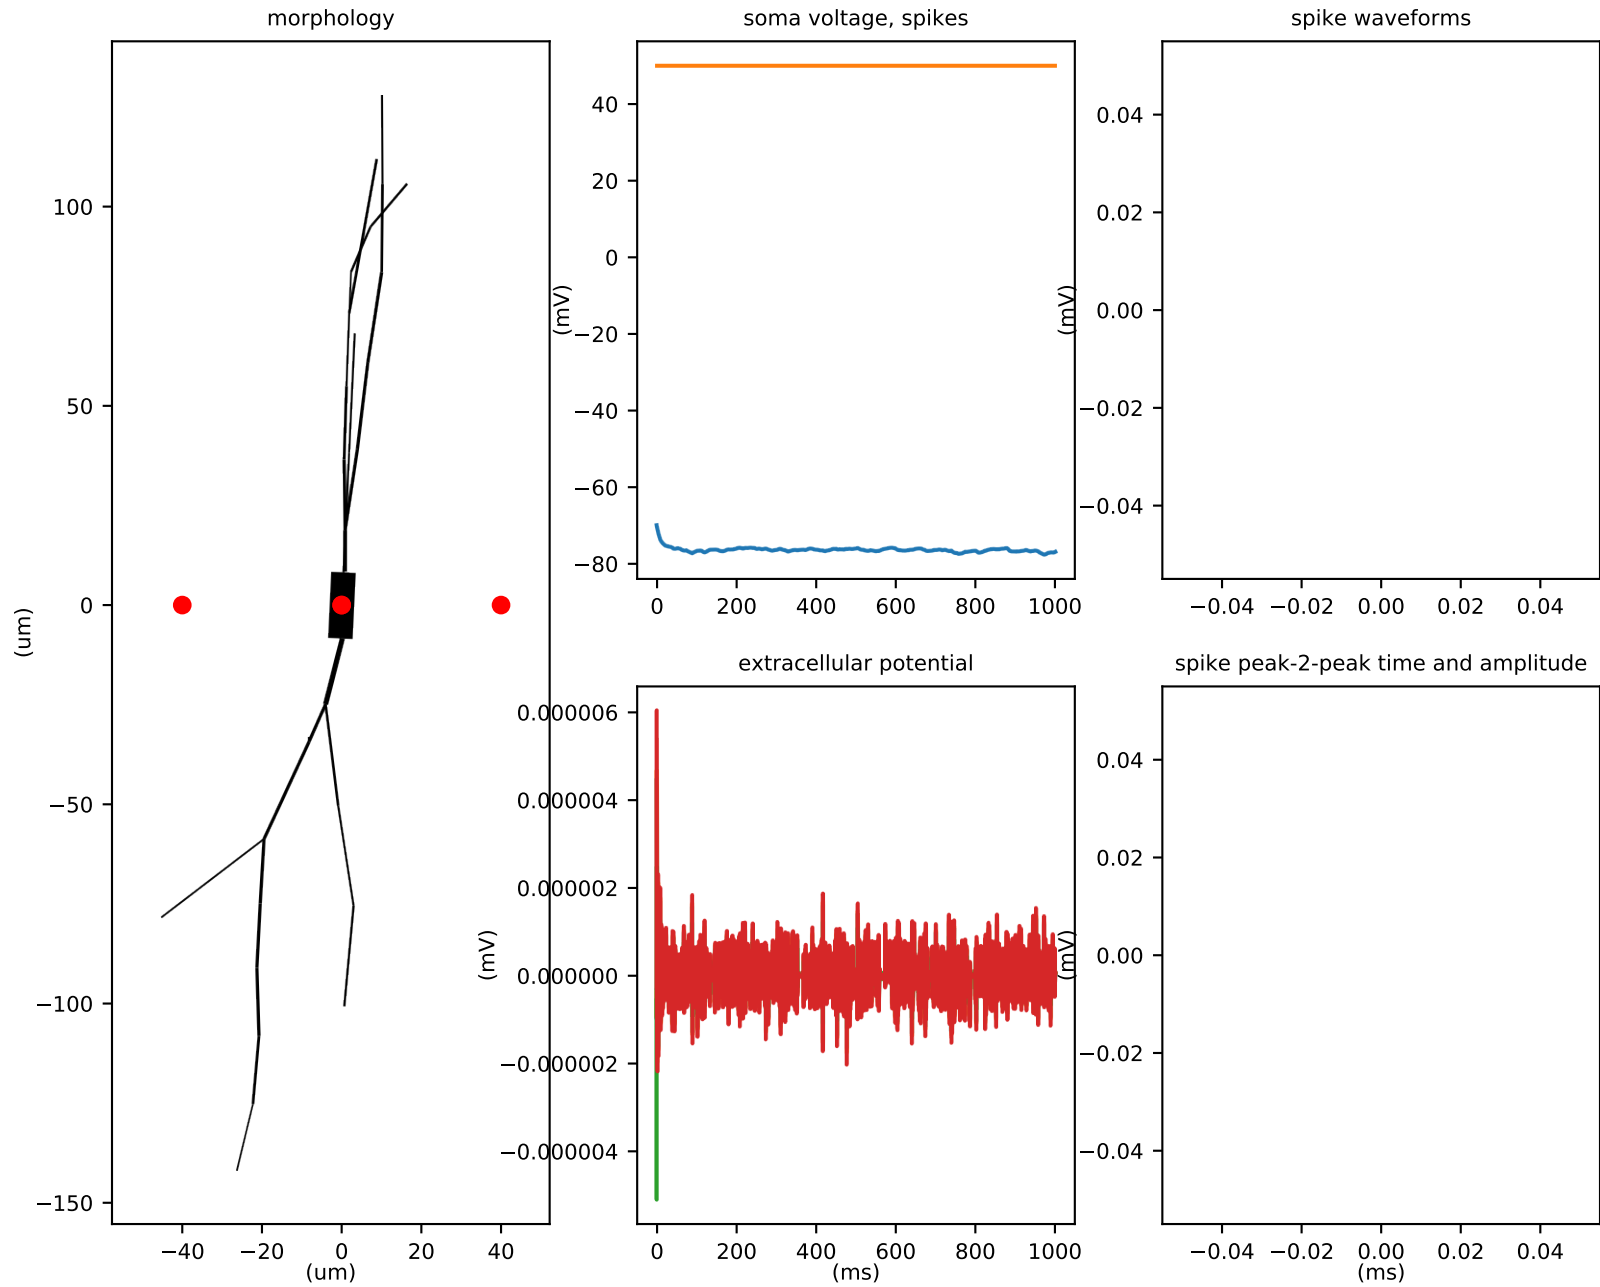 morphology
100
50
0
−50
−100
−150
(um)
−40 −20 0 20 40
(um)
soma voltage, spikes
40
20
0
−20
−40
−60
−80
(mV)
0 200 400 600 800 1000
spike waveforms
0.04
0.02
0.00
−0.02
−0.04
(mV)
−0.04 −0.02 0.00 0.02 0.04
extracellular potential
0.000006
0.000004
0.000002
0.000000
−0.000002
−0.000004
(mV)
0 200 400 600 800 1000
(ms)
spike peak-2-peak time and amplitude
0.04
0.02
0.00
−0.02
−0.04
(mV)
−0.04 −0.02 0.00 0.02 0.04
(ms)